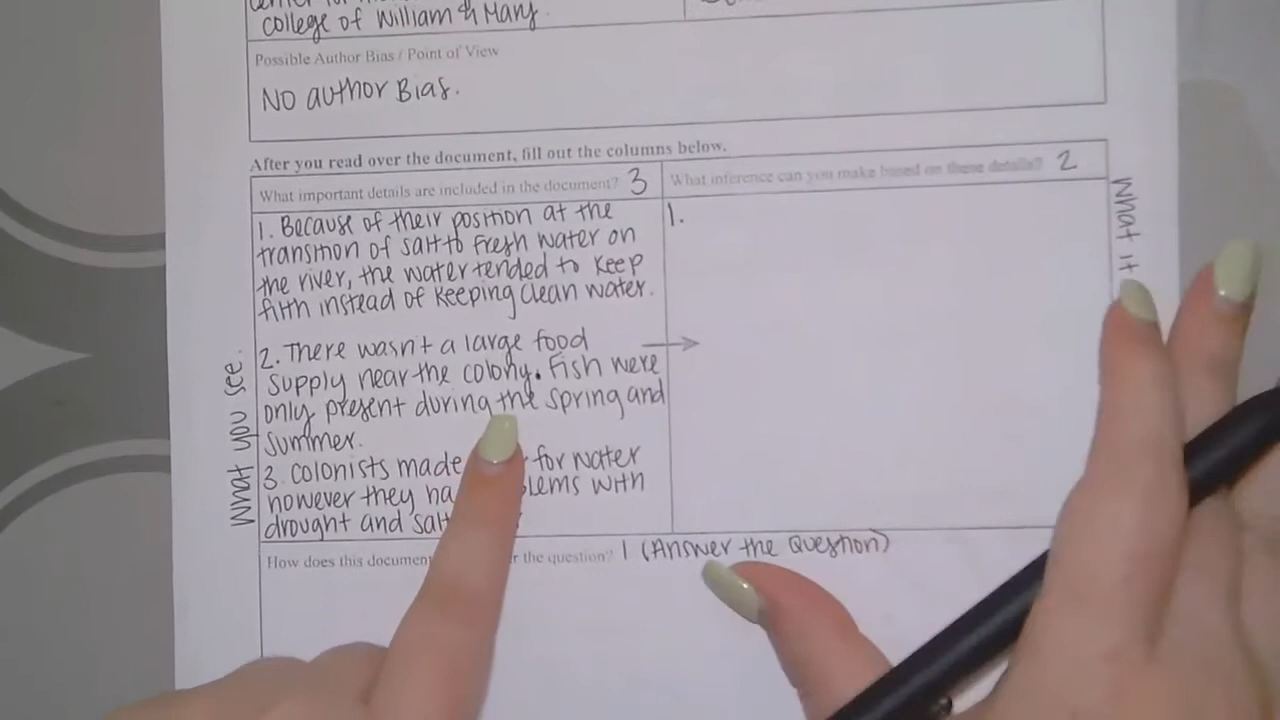 college of William & Mary.
Possible Author Bias / Point of View
No author Bias.
After you read over the document, fill out the columns below.
What important details are included in the document? 3
What inference can you make based on these details? 2
1. Because of their position at the
transition of salt to fresh water on
the river, the water tended to keep
filth instead of keeping clean water.
2. There wasn't a large food
supply near the colony. Fish were
only present during the spring and
summer.
3. Colonists made for water
however they
drought and
1.
What you see.
What it
How does this the question? 1 (Answer the Question)